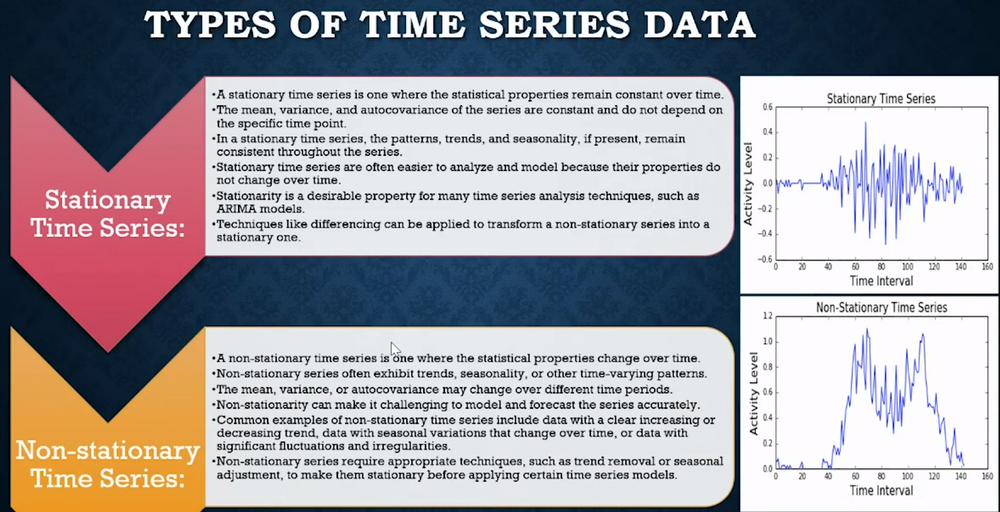 TYPES OF TIME SERIES DATA
Stationary
Time Series:
•A stationary time series is one where the statistical properties remain constant over time.
•The mean, variance, and autocovariance of the series are constant and do not depend on
the specific time point.
•In a stationary time series, the patterns, trends, and seasonality, if present, remain
consistent throughout the series.
•Stationary time series are often easier to analyze and model because their properties do
not change over time.
•Stationarity is a desirable property for many time series analysis techniques, such as
ARIMA models.
•Techniques like differencing can be applied to transform a non-stationary series into a
stationary one.
Stationary Time Series
0.6
0.4
0.2
0.0
−0.2
−0.4
−0.6
Activity Level
0 20 40 60 80 100 120 140 160
Time Interval
Non-stationary
Time Series:
•A non-stationary time series is one where the statistical properties change over time.
•Non-stationary series often exhibit trends, seasonality, or other time-varying patterns.
•The mean, variance, or autocovariance may change over different time periods.
•Non-stationarity can make it challenging to model and forecast the series accurately.
•Common examples of non-stationary time series include data with a clear increasing or
decreasing trend, data with seasonal variations that change over time, or data with
significant fluctuations and irregularities.
•Non-stationary series require appropriate techniques, such as trend removal or seasonal
adjustment, to make them stationary before applying certain time series models.
Non-Stationary Time Series
1.2
1.0
0.8
0.6
0.4
0.2
0.0
Activity Level
0 20 40 60 80 100 120 140 160
Time Interval